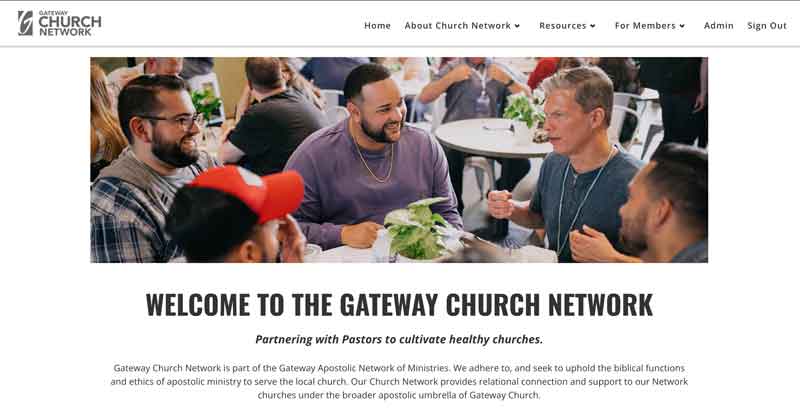 GATEWAY
CHURCH
NETWORK
Home About Church Network Resources For Members Admin Sign Out
WELCOME TO THE GATEWAY CHURCH NETWORK
Partnering with Pastors to cultivate healthy churches.
Gateway Church Network is part of the Gateway Apostolic Network of Ministries. We adhere to, and seek to uphold the biblical functions
and ethics of apostolic ministry to serve the local church. Our Church Network provides relational connection and support to our Network
churches under the broader apostolic umbrella of Gateway Church.